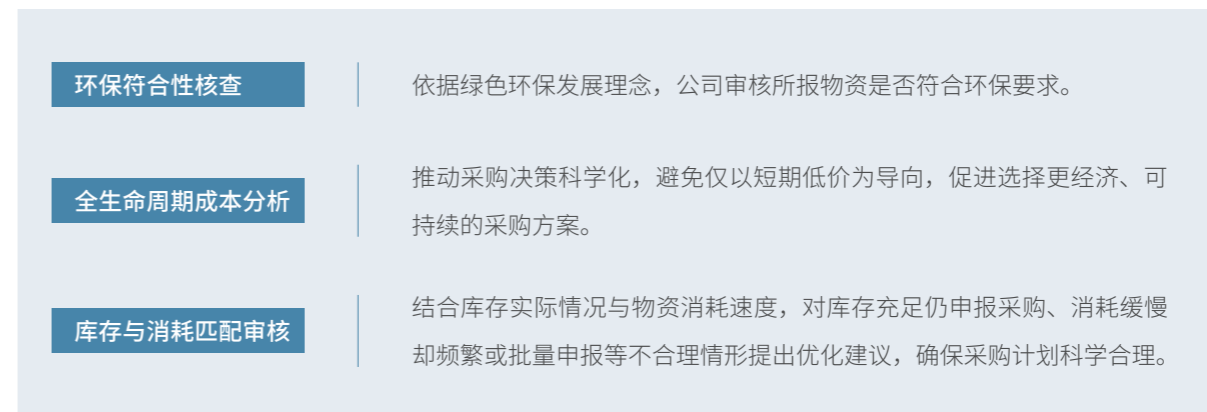 环保符合性核查
依据绿色环保发展理念，公司审核所报物资是否符合环保要求。
全生命周期成本分析
推动采购决策科学化，避免仅以短期低价为导向，促进选择更经济、可
持续的采购方案。
库存与消耗匹配审核
结合库存实际情况与物资消耗速度，对库存充足仍申报采购、消耗缓慢
却频繁或批量申报等不合理情形提出优化建议，确保采购计划科学合理。